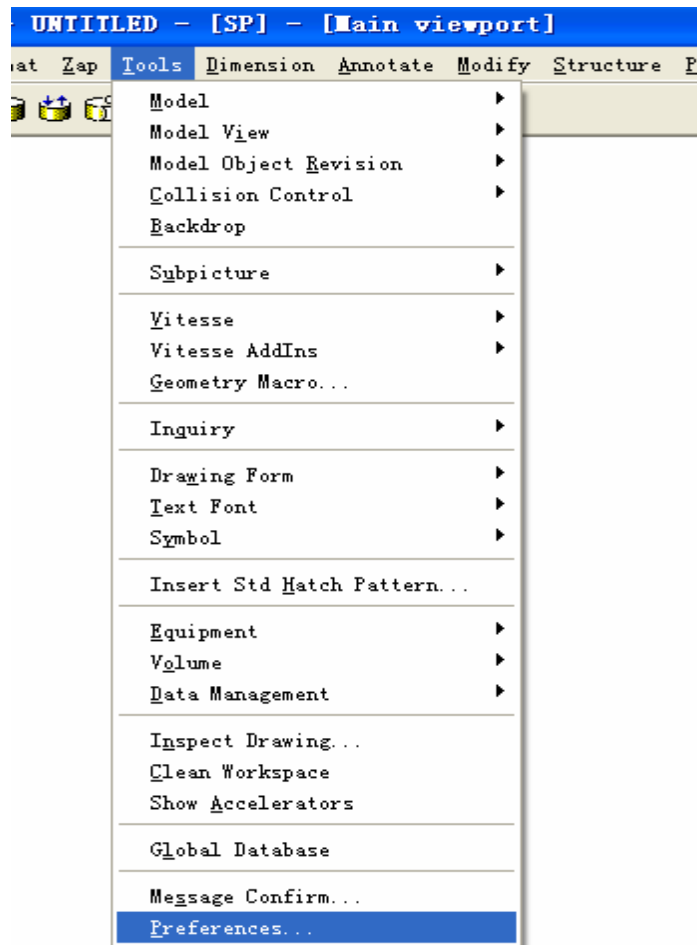 UNTITLED - [SP] - [Main viewport]
Zap Tools Dimension Annotate Modify Structure
Model
Model View
Model Object Revision
Collision Control
Backdrop
Subpicture
Vitesse
Vitesse AddIns
Geometry Macro...
Inquiry
Drawing Form
Text Font
Symbol
Insert Std Hatch Pattern...
Equipment
Volume
Data Management
Inspect Drawing...
Clean Workspace
Show Accelerators
Global Database
Message Confirm...
Preferences...